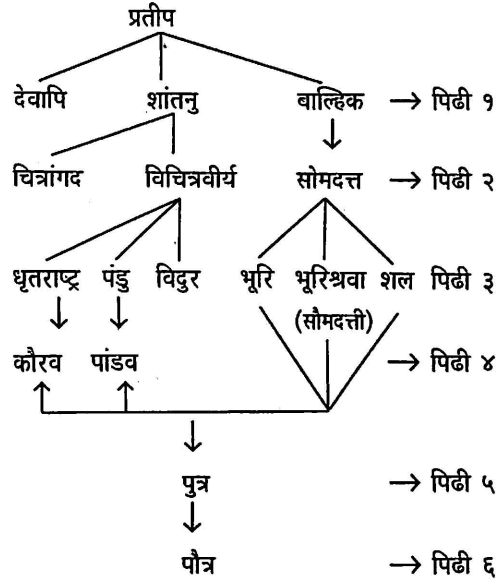 प्रतीप
देवापि शांतनु बाल्हिक → पिढी १
चित्रांगद विचित्रवीर्य सोमदत्त → पिढी २
धृतराष्ट्र पंडु विदुर भूरि भूरिश्रवा शल पिढी ३
(सौमदत्ती)
कौरव पांडव → पिढी ४
पुत्र → पिढी ५
पौत्र → पिढी ६